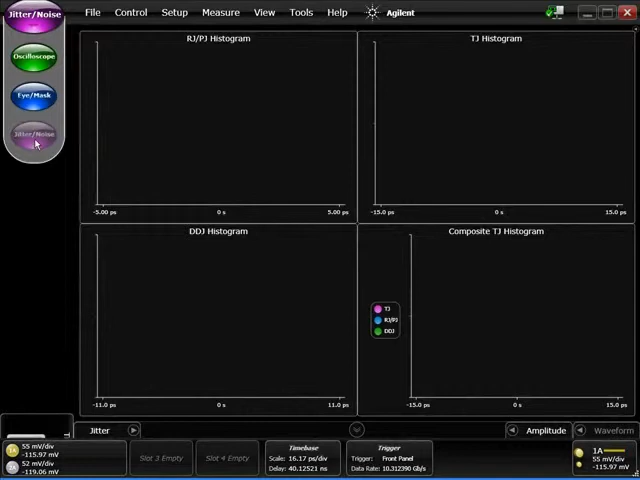 Jitter/Noise
File Control Setup Measure View Tools Help Agilent
Oscilloscope
Eye/Mask
Jitter/Noise
RJ/PJ Histogram
-5.00 ps 0 s 5.00 ps
TJ Histogram
-15.0 ps 0 s 15.0 ps
DDJ Histogram
-11.0 ps 0 s 11.0 ps
Composite TJ Histogram
TJ
RJ/PJ
DDJ
-15.0 ps 0 s 15.0 ps
Jitter Amplitude Waveform
1A 55 mV/div
-115.97 mV
2A 52 mV/div
-119.06 mV
Slot 3 Empty
Slot 4 Empty
Timebase
Scale: 16.17 ps/div
Delay: 40.12521 ns
Trigger
Trigger: Front Panel
Data Rate: 10.312390 Gb/s
1A
55 mV/div
-115.97 mV